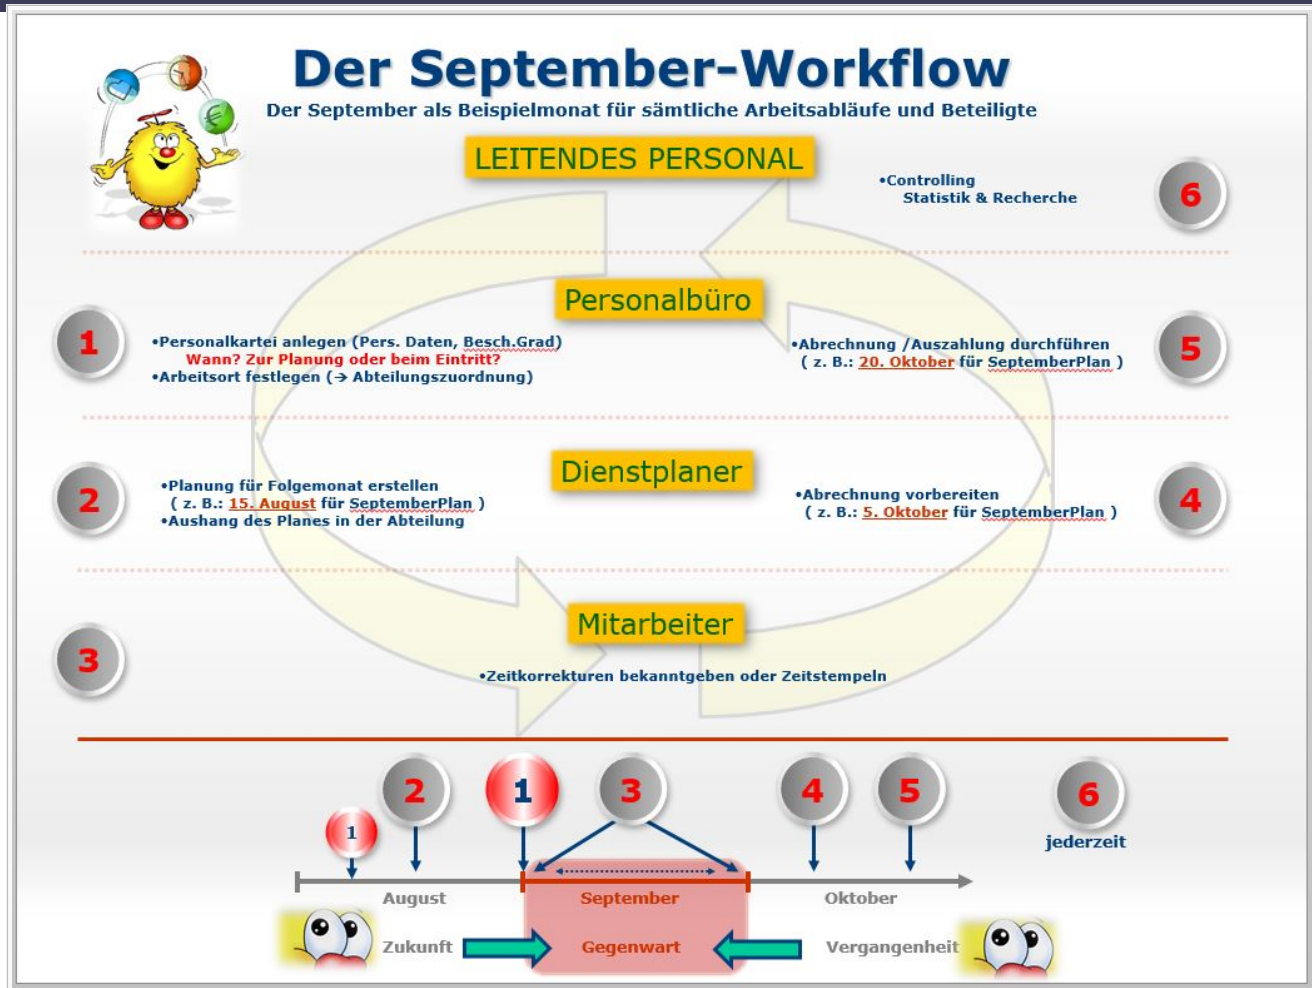 Der September-Workflow
Der September als Beispielmonat für sämtliche Arbeitsabläufe und Beteiligte
LEITENDES PERSONAL
•Controlling
Statistik & Recherche
6
Personalbüro
1
•Personalkartei anlegen (Pers. Daten, Besch.Grad)
Wann? Zur Planung oder beim Eintritt?
•Arbeitsort festlegen (→ Abteilungszuordnung)
•Abrechnung /Auszahlung durchführen
( z. B.: 20. Oktober für SeptemberPlan )
5
Dienstplaner
2
•Planung für Folgemonat erstellen
( z. B.: 15. August für SeptemberPlan )
•Aushang des Planes in der Abteilung
•Abrechnung vorbereiten
( z. B.: 5. Oktober für SeptemberPlan )
4
Mitarbeiter
3
•Zeitkorrekturen bekanntgeben oder Zeitstempeln
1 2 1 3 4 5 6
jederzeit
August September Oktober
Zukunft Gegenwart Vergangenheit